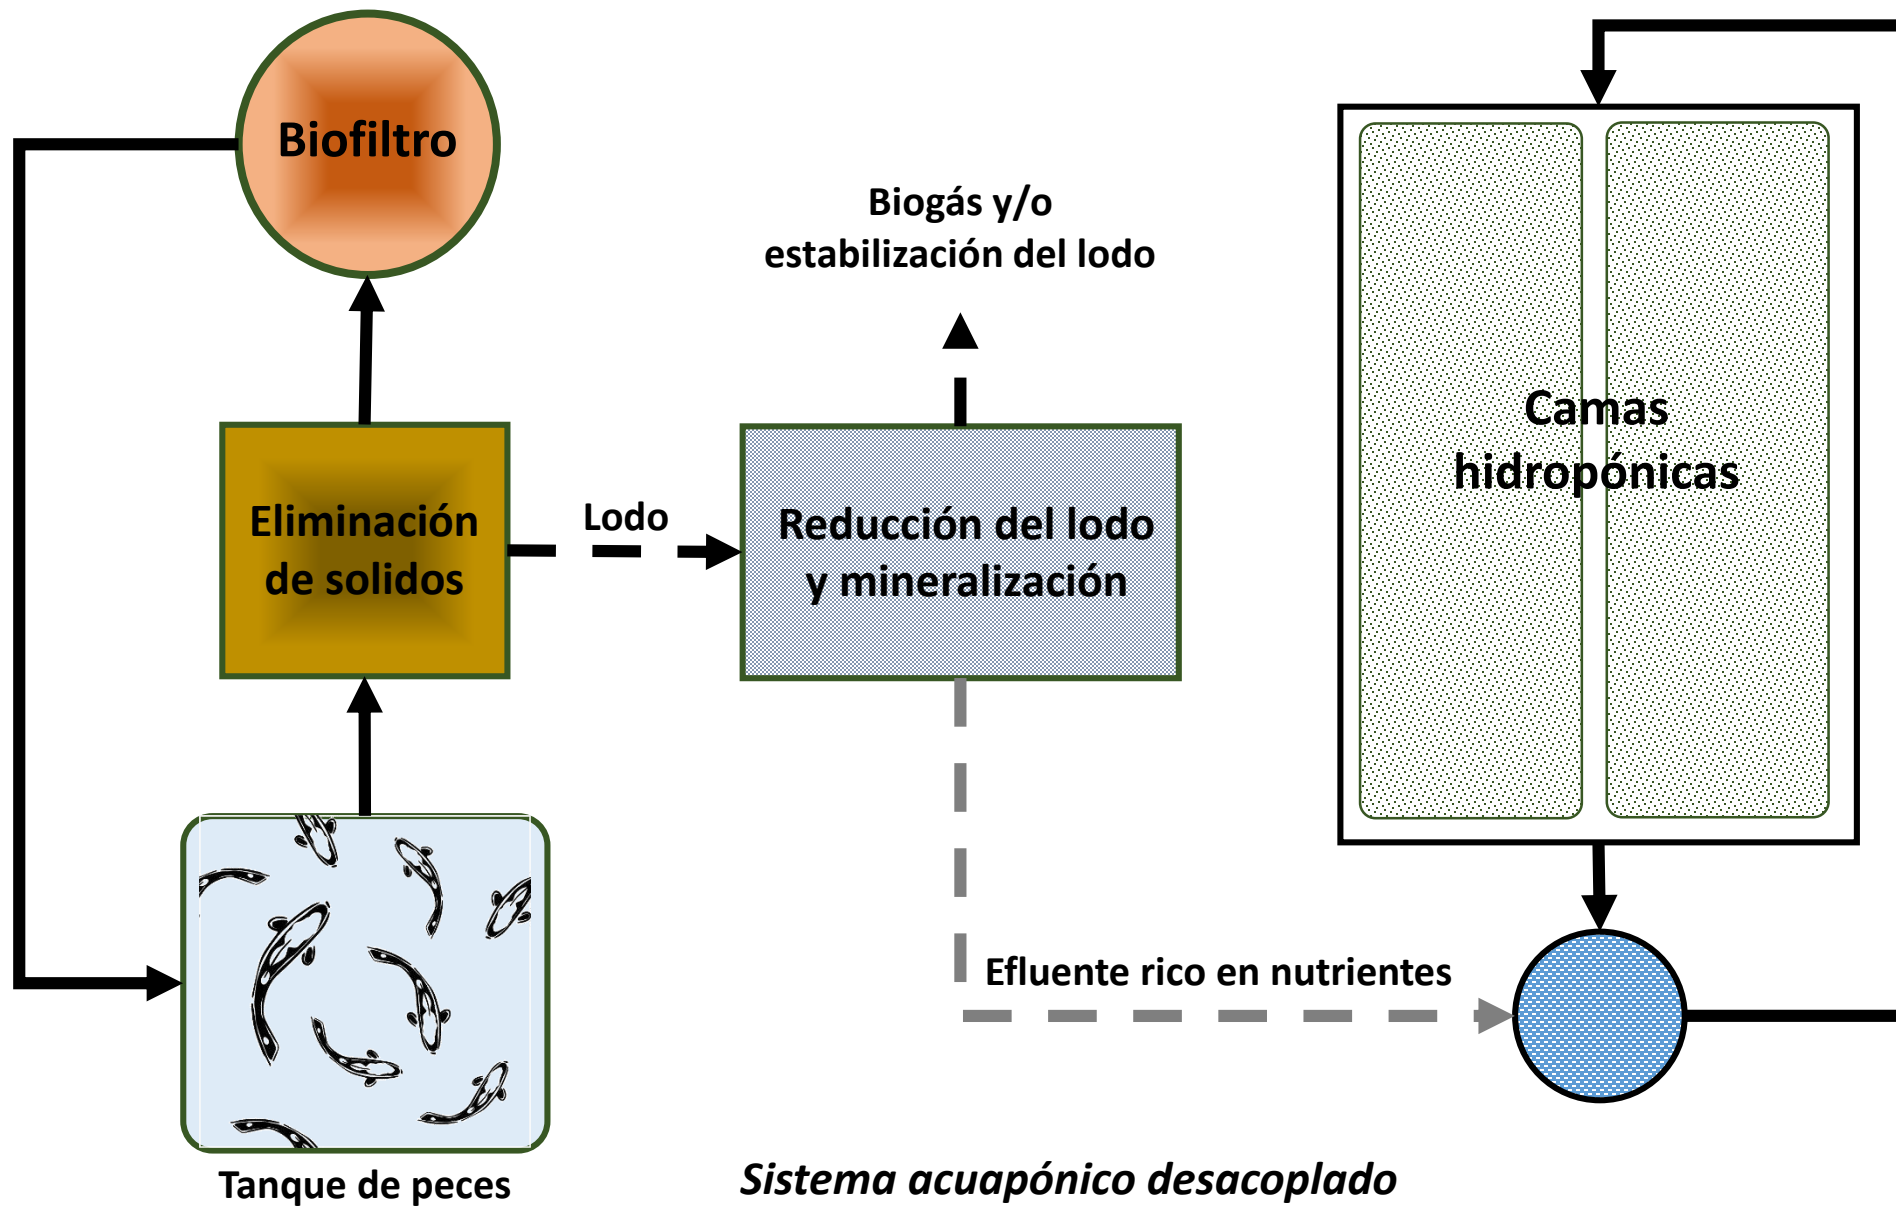 Biofiltro
Biogás y/o
estabilización del lodo
Camas
hidropónicas
Eliminación
de solidos
Lodo
Reducción del lodo
y mineralización
Efluente rico en nutrientes
Tanque de peces
Sistema acuapónico desacoplado